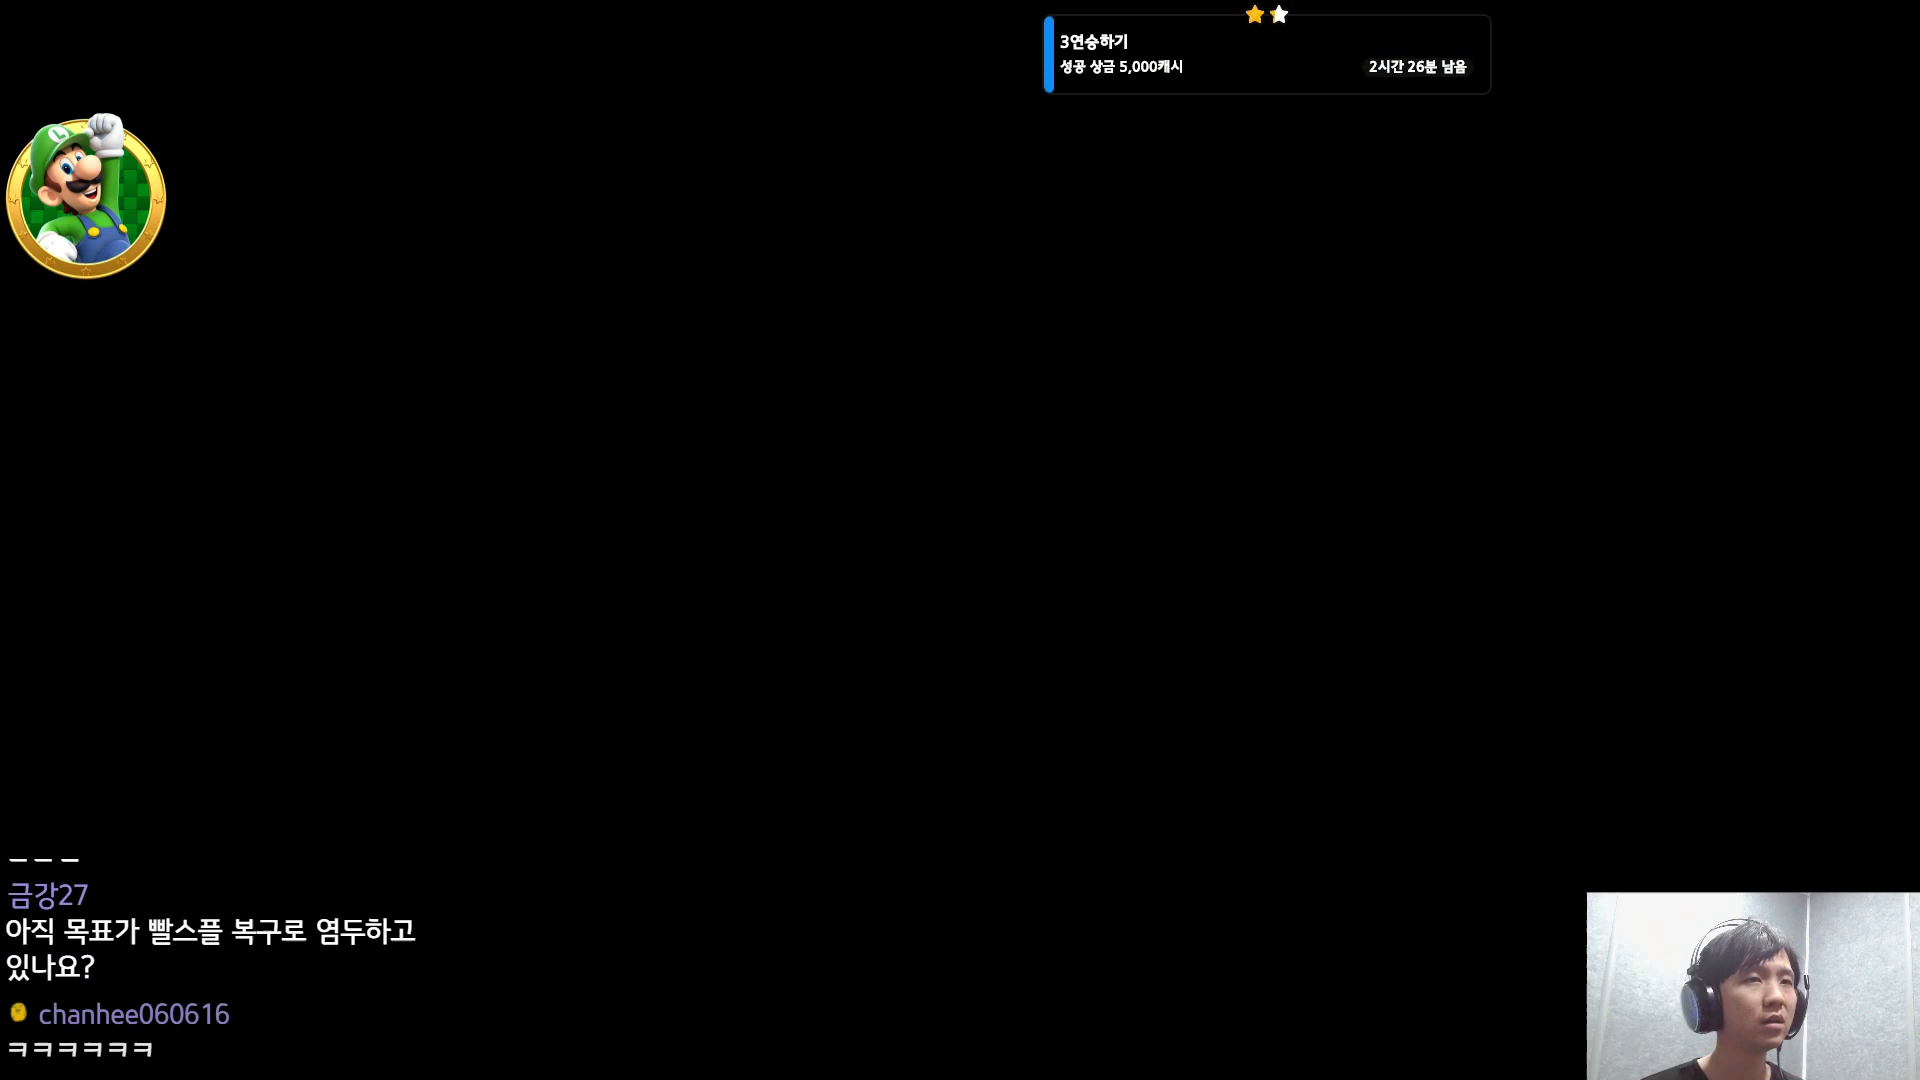 3연승하기
성공 상금 5,000캐시
2시간 26분 남음
L
금강27
아직 목표가 빨스플 복구로 염두하고
있나요?
chanhee060616
ㅋㅋㅋㅋㅋㅋ